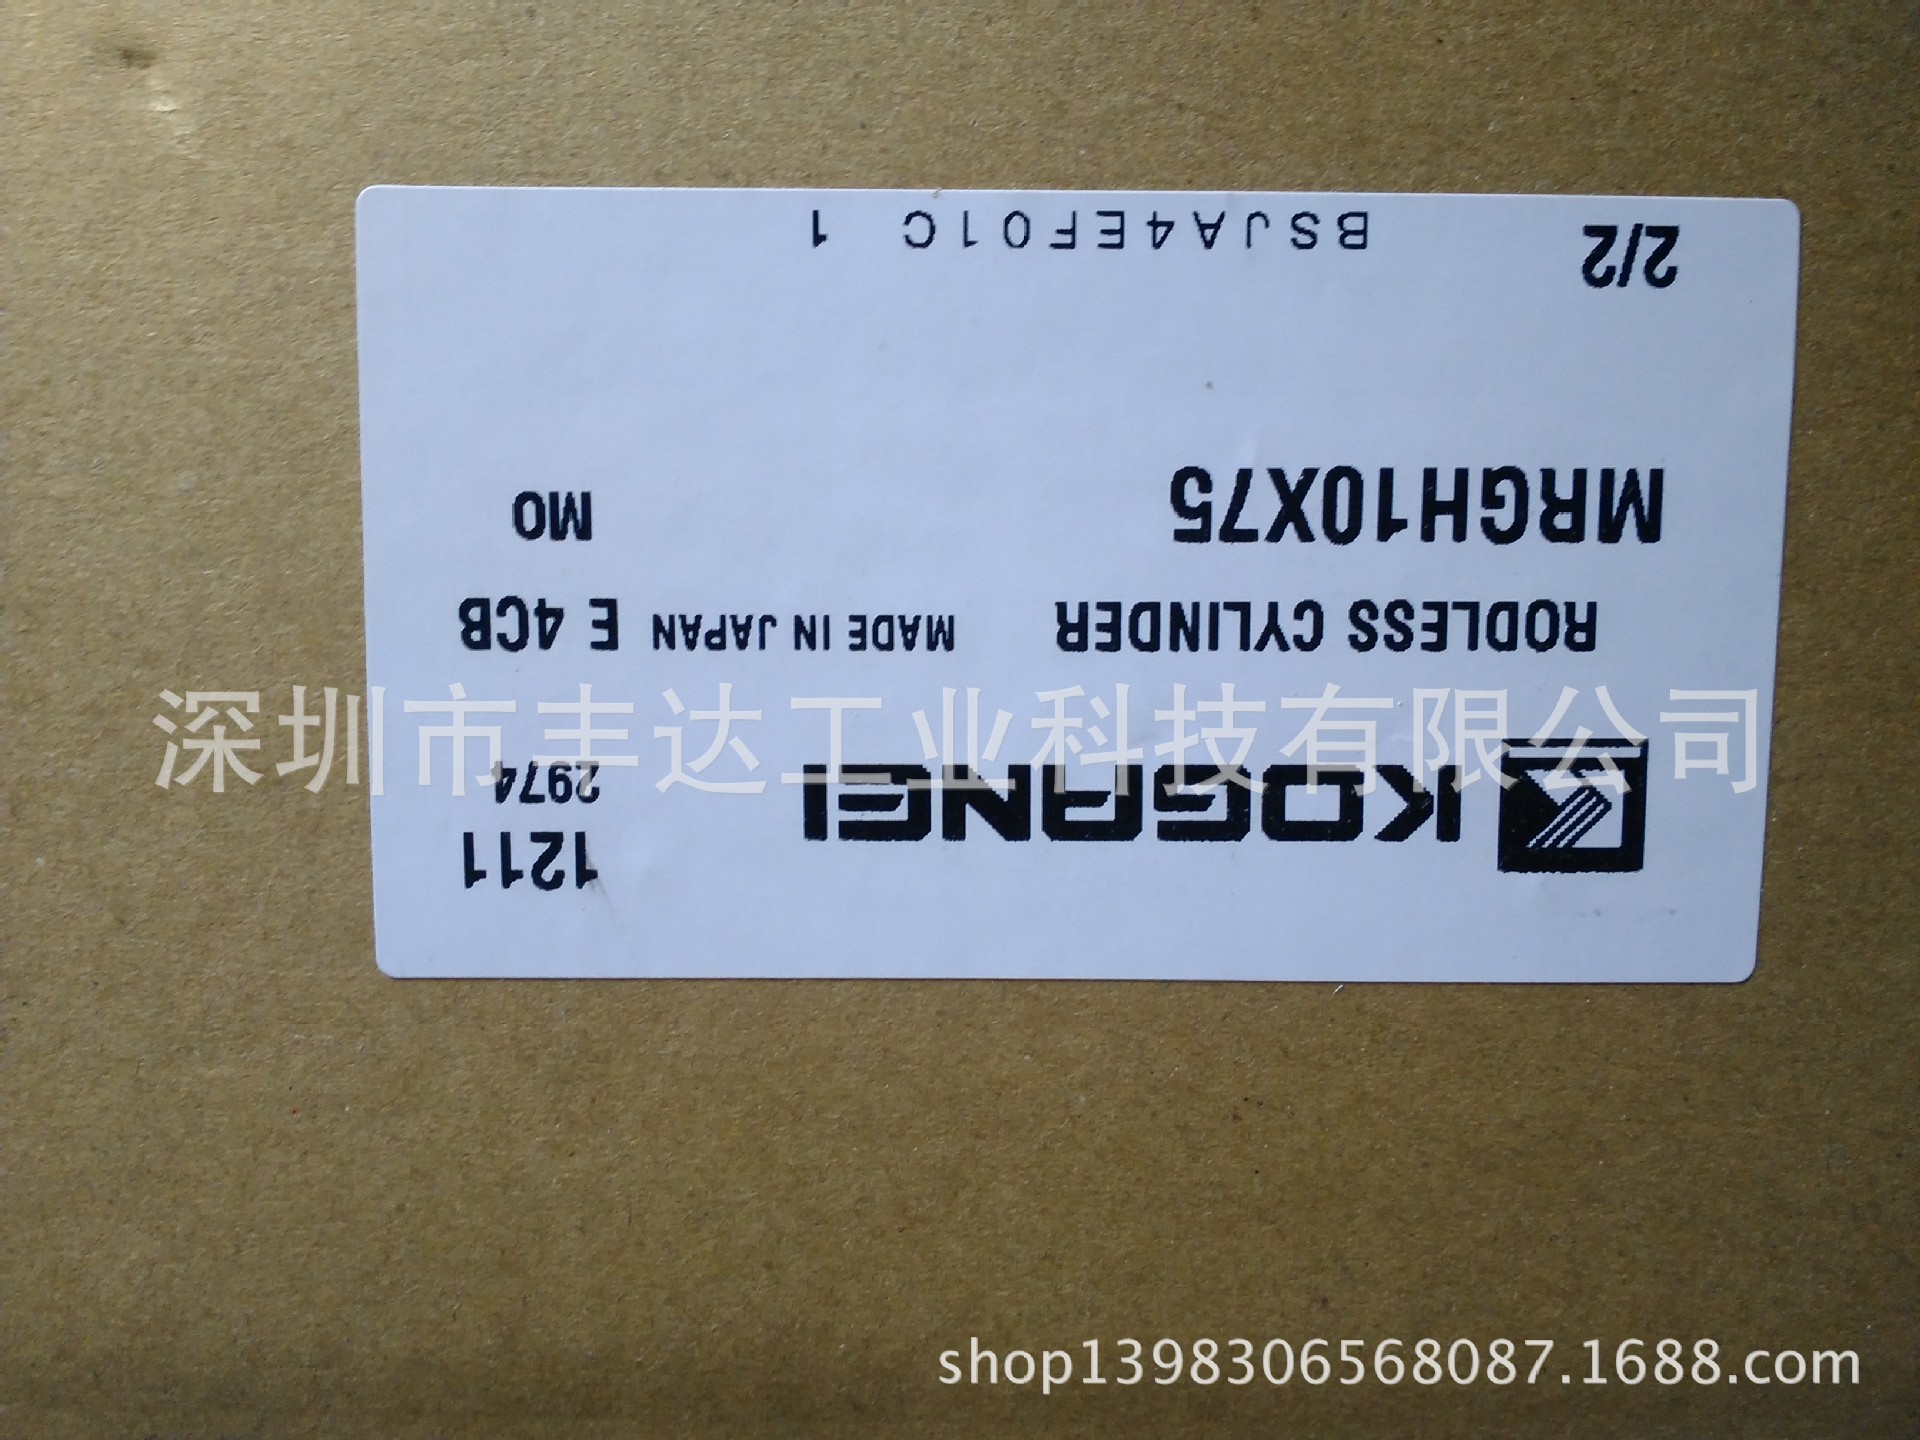 KOGANEI
1211
2974
RODLESS CYLINDER MADE IN JAPAN E 4CB
MRGH10X75 M0
2/2 BSJA4EF01C 1
深圳市丰达工业科技有限公司
shop1398306568087.1688.com